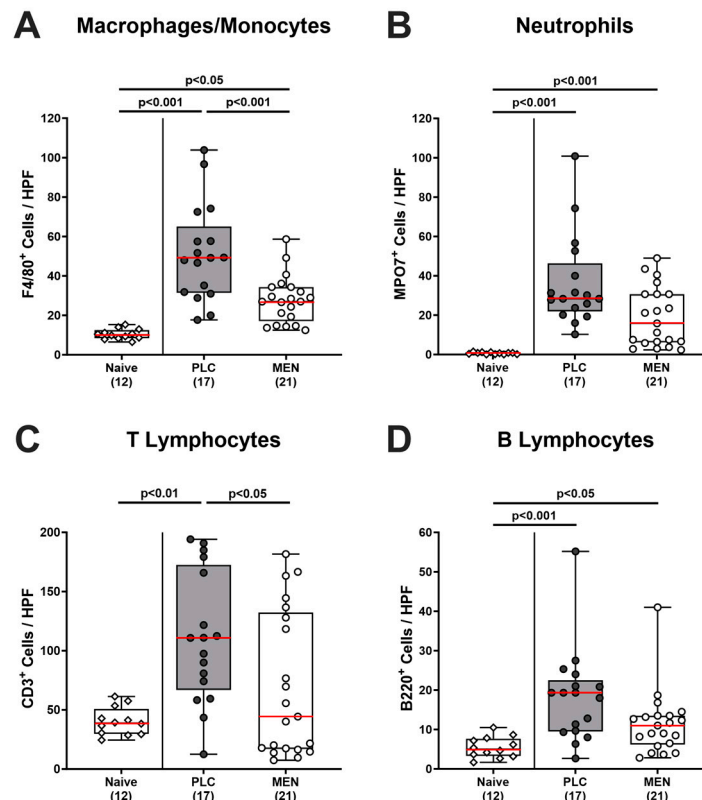 A Macrophages/Monocytes
p<0.05
p<0.001 p<0.001
F4/80+ Cells / HPF
120
100
80
60
40
20
0
Naive PLC MEN
(12) (17) (21)
B Neutrophils
p<0.001
p<0.001
MPO7+ Cells / HPF
120
100
80
60
40
20
0
Naive PLC MEN
(12) (17) (21)
C T Lymphocytes
p<0.01 p<0.05
CD3+ Cells / HPF
200
150
100
50
0
Naive PLC MEN
(12) (17) (21)
D B Lymphocytes
p<0.05
p<0.001
B220+ Cells / HPF
60
50
40
30
20
10
0
Naive PLC MEN
(12) (17) (21)